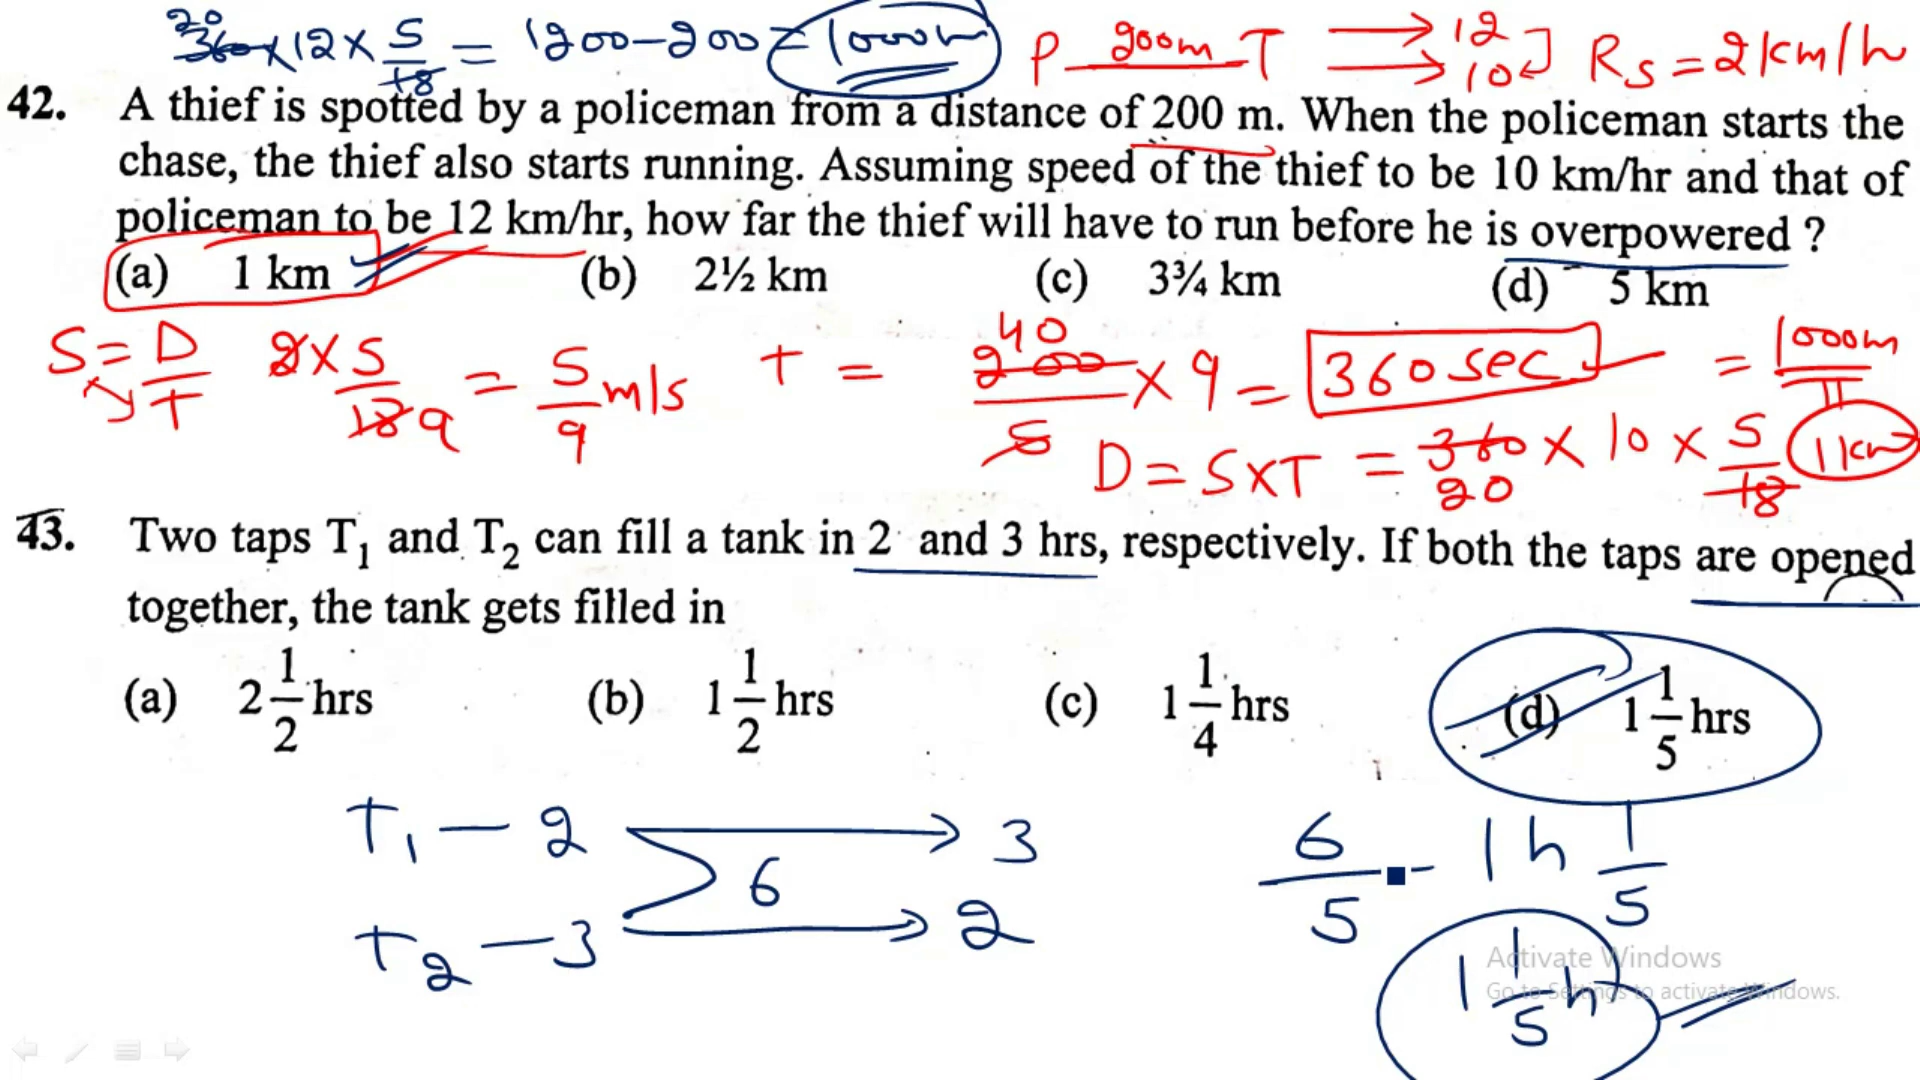 20
360 × 12 × 5/18 = 1200 - 200 = 1000m
P 200m T → 12 → 10 Rs = 2km/h
42. A thief is spotted by a policeman from a distance of 200 m. When the policeman starts the
chase, the thief also starts running. Assuming speed of the thief to be 10 km/hr and that of
policeman to be 12 km/hr, how far the thief will have to run before he is overpowered ?
(a) 1 km (b) 2½ km (c) 3¾ km (d) 5 km
S = D/T 2 × 5/18 9 = 5/9 m/s T = 200/5 40 × 9 = 360 sec = 1000m
D = S×T = 360 20 × 10 × 5/18 1km
43. Two taps T₁ and T₂ can fill a tank in 2 and 3 hrs, respectively. If both the taps are opened
together, the tank gets filled in
(a) 2 1/2 hrs (b) 1 1/2 hrs (c) 1 1/4 hrs (d) 1 1/5 hrs
T₁ — 2 → 3 6/5 - 1h 1/5
6
T₂ — 3 → 2
1 1/5 h
Activate Windows
Go to Settings to activate Windows.